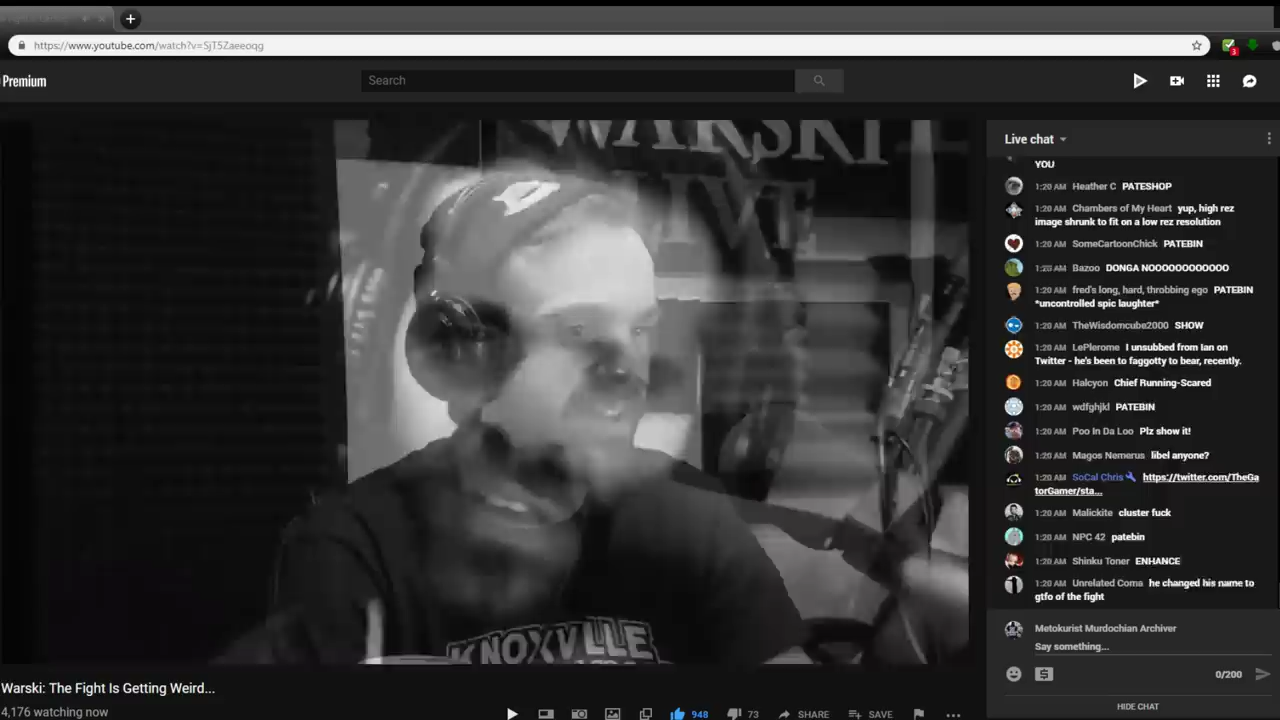 https://www.youtube.com/watch?v=SjT5Zaeeoqg
Premium
Search
WARSKI
LIVE
KNOXVLLE
Live chat
YOU
1:20 AM Heather C PATESHOP
1:20 AM Chambers of My Heart yup, high rez
image shrunk to fit on a low rez resolution
1:20 AM SomeCartoonChick PATEBIN
1:20 AM Bazoo DONGA NOOOOOOOOOOO
1:20 AM fred's long, hard, throbbing ego PATEBIN
*uncontrolled spic laughter*
1:20 AM TheWisdomcube2000 SHOW
1:20 AM LePlerome I unsubbed from Ian on
Twitter - he's been to faggotty to bear, recently.
1:20 AM Halcyon Chief Running-Scared
1:20 AM wdfghjkl PATEBIN
1:20 AM Poo In Da Loo Plz show it!
1:20 AM Magos Nemerus libel anyone?
1:20 AM SoCal Chris https://twitter.com/TheGa
torGamer/sta...
1:20 AM Malickite cluster fuck
1:20 AM NPC 42 patebin
1:20 AM Shinku Toner ENHANCE
1:20 AM Unrelated Coma he changed his name to
gtfo of the fight
Metokurist Murdochian Archiver
Say something...
0/200
HIDE CHAT
Warski: The Fight Is Getting Weird...
4,176 watching now
948 73 SHARE SAVE